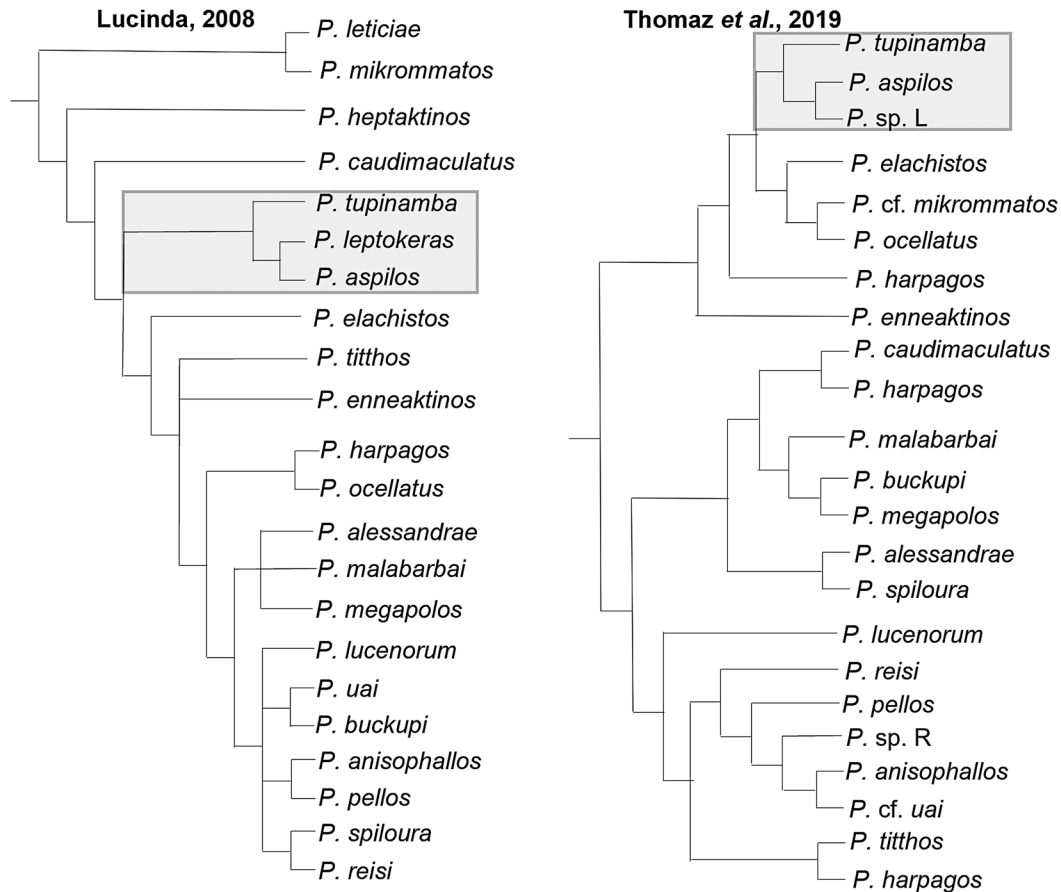 Lucinda, 2008
P. leticiae
P. mikrommatos
P. heptaktinos
P. caudimaculatus
P. tupinamba
P. leptokeras
P. aspilos
P. elachistos
P. titthos
P. enneaktinos
P. harpagos
P. ocellatus
P. alessandrae
P. malabarbai
P. megapolos
P. lucenorum
P. uai
P. buckupi
P. anisophallos
P. pellos
P. spiloura
P. reisi
Thomaz et al., 2019
P. tupinamba
P. aspilos
P. sp. L
P. elachistos
P. cf. mikrommatos
P. ocellatus
P. harpagos
P. enneaktinos
P. caudimaculatus
P. harpagos
P. malabarbai
P. buckupi
P. megapolos
P. alessandrae
P. spiloura
P. lucenorum
P. reisi
P. pellos
P. sp. R
P. anisophallos
P. cf. uai
P. titthos
P. harpagos